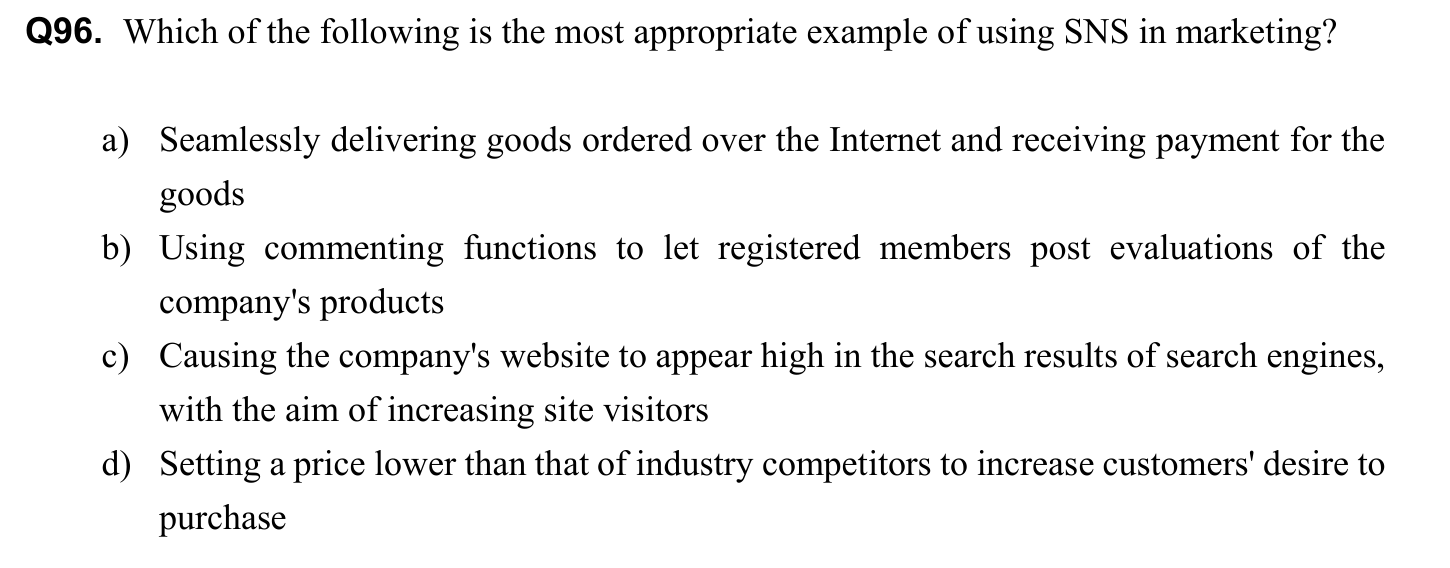 Q96. Which of the following is the most appropriate example of using SNS in marketing?
a) Seamlessly delivering goods ordered over the Internet and receiving payment for the
goods
b) Using commenting functions to let registered members post evaluations of the
company's products
c) Causing the company's website to appear high in the search results of search engines,
with the aim of increasing site visitors
d) Setting a price lower than that of industry competitors to increase customers' desire to
purchase